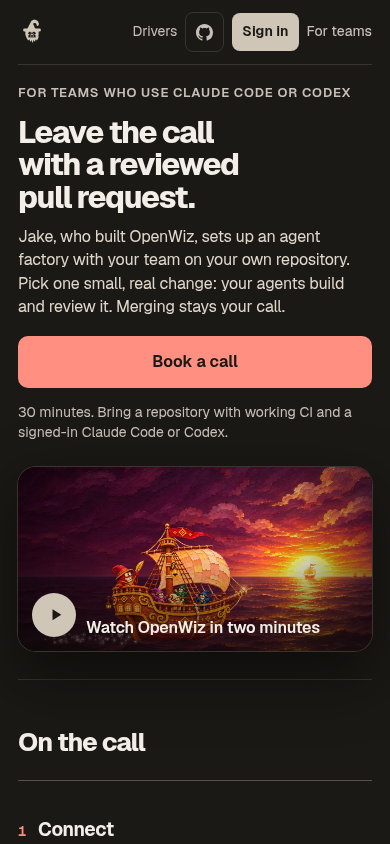 Drivers
Sign in
For teams
FOR TEAMS WHO USE CLAUDE CODE OR CODEX
Leave the call
with a reviewed
pull request.
Jake, who built OpenWiz, sets up an agent
factory with your team on your own repository.
Pick one small, real change: your agents build
and review it. Merging stays your call.
Book a call
30 minutes. Bring a repository with working CI and a
signed-in Claude Code or Codex.
Watch OpenWiz in two minutes
On the call
1 Connect